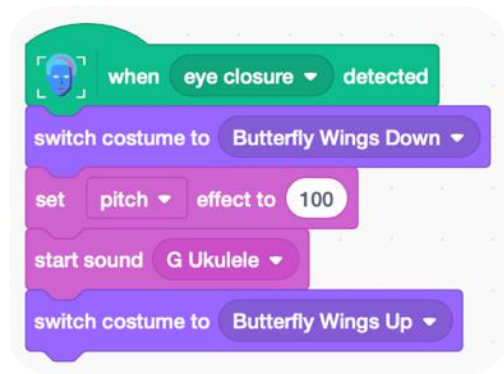 when eye closure detected
switch costume to Butterfly Wings Down
set pitch effect to 100
start sound G Ukulele
switch costume to Butterfly Wings Up